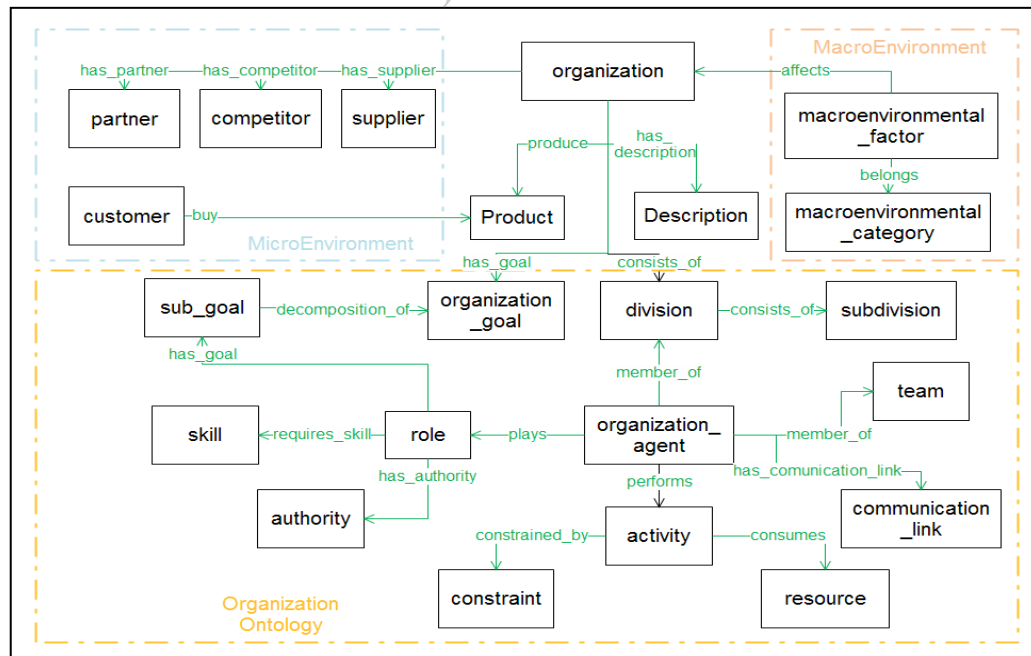 MacroEnvironment
has_partner
has_competitor
has_supplier
organization
affects
partner
competitor
supplier
macroenvironmental
_factor
produce
has_
description
belongs
customer
buy
Product
Description
macroenvironmental
_category
MicroEnvironment
has_goal
consists_of
sub_goal
decomposition_of
organization
_goal
division
consists_of
subdivision
has_goal
member_of
team
skill
requires_skill
role
plays
organization_
agent
member_of
has_authority
has_comunication_link
performs
authority
communication
_link
constrained_by
activity
consumes
constraint
resource
Organization
Ontology